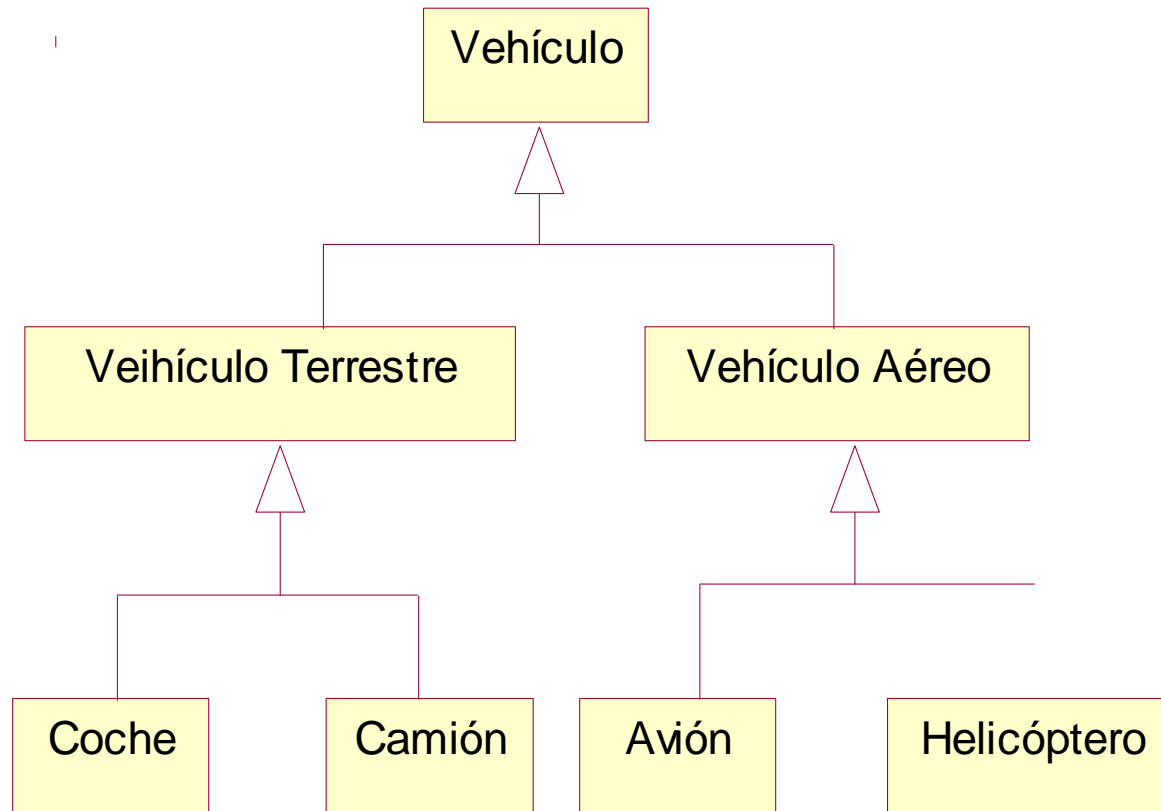 Vehículo
Veihículo Terrestre
Vehículo Aéreo
Coche
Camión
Avión
Helicóptero